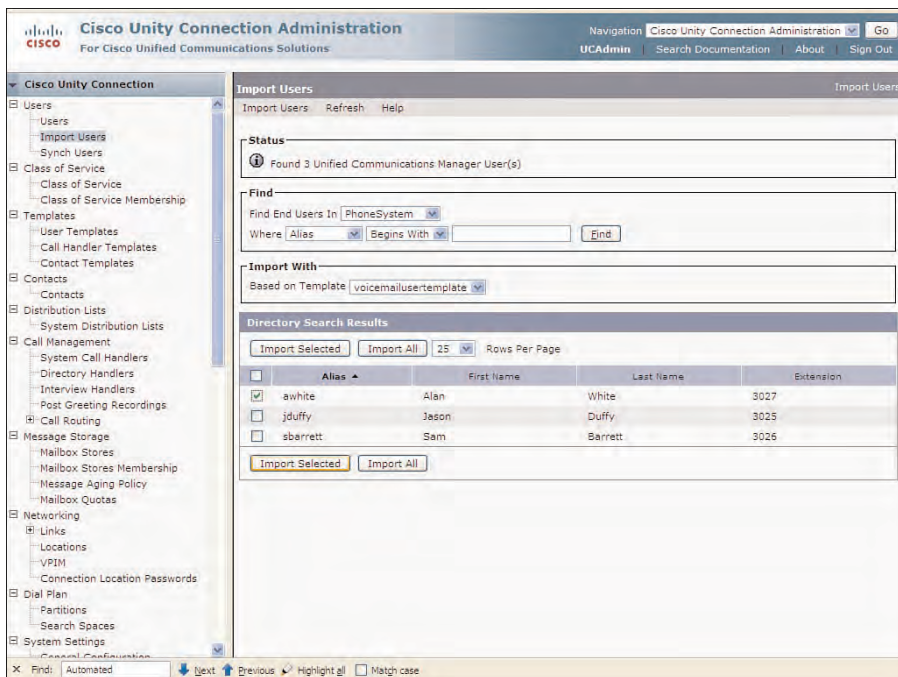 cisco
Cisco Unity Connection Administration
For Cisco Unified Communications Solutions
Navigation Cisco Unity Connection Administration Go
UCAdmin | Search Documentation | About | Sign Out
Cisco Unity Connection
Users
Users
Import Users
Synch Users
Class of Service
Class of Service
Class of Service Membership
Templates
User Templates
Call Handler Templates
Contact Templates
Contacts
Contacts
Distribution Lists
System Distribution Lists
Call Management
System Call Handlers
Directory Handlers
Interview Handlers
Post Greeting Recordings
Call Routing
Message Storage
Mailbox Stores
Mailbox Stores Membership
Message Aging Policy
Mailbox Quotas
Networking
Links
Locations
VPIM
Connection Location Passwords
Dial Plan
Partitions
Search Spaces
System Settings
General Configuration
Import Users
Import Users
Import Users Refresh Help
Status
Found 3 Unified Communications Manager User(s)
Find
Find End Users In PhoneSystem
Where Alias Begins With Find
Import With
Based on Template voicemailusertemplate
Directory Search Results
Import Selected Import All 25 Rows Per Page
Alias First Name Last Name Extension
awhite Alan White 3027
jduffy Jason Duffy 3025
sbarrett Sam Barrett 3026
Import Selected Import All
× Find: Automated Next Previous Highlight all Match case